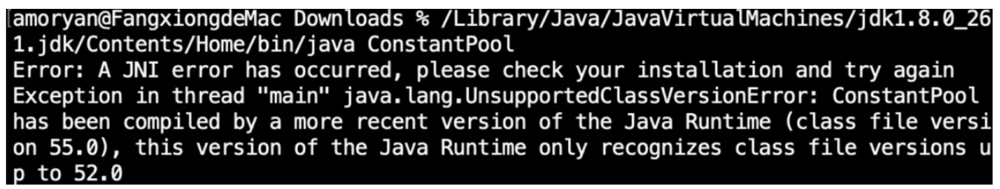 [amoryan@FangxiongdeMac Downloads % /Library/Java/JavaVirtualMachines/jdk1.8.0_26
1.jdk/Contents/Home/bin/java ConstantPool
Error: A JNI error has occurred, please check your installation and try again
Exception in thread "main" java.lang.UnsupportedClassVersionError: ConstantPool
has been compiled by a more recent version of the Java Runtime (class file versi
on 55.0), this version of the Java Runtime only recognizes class file versions u
p to 52.0